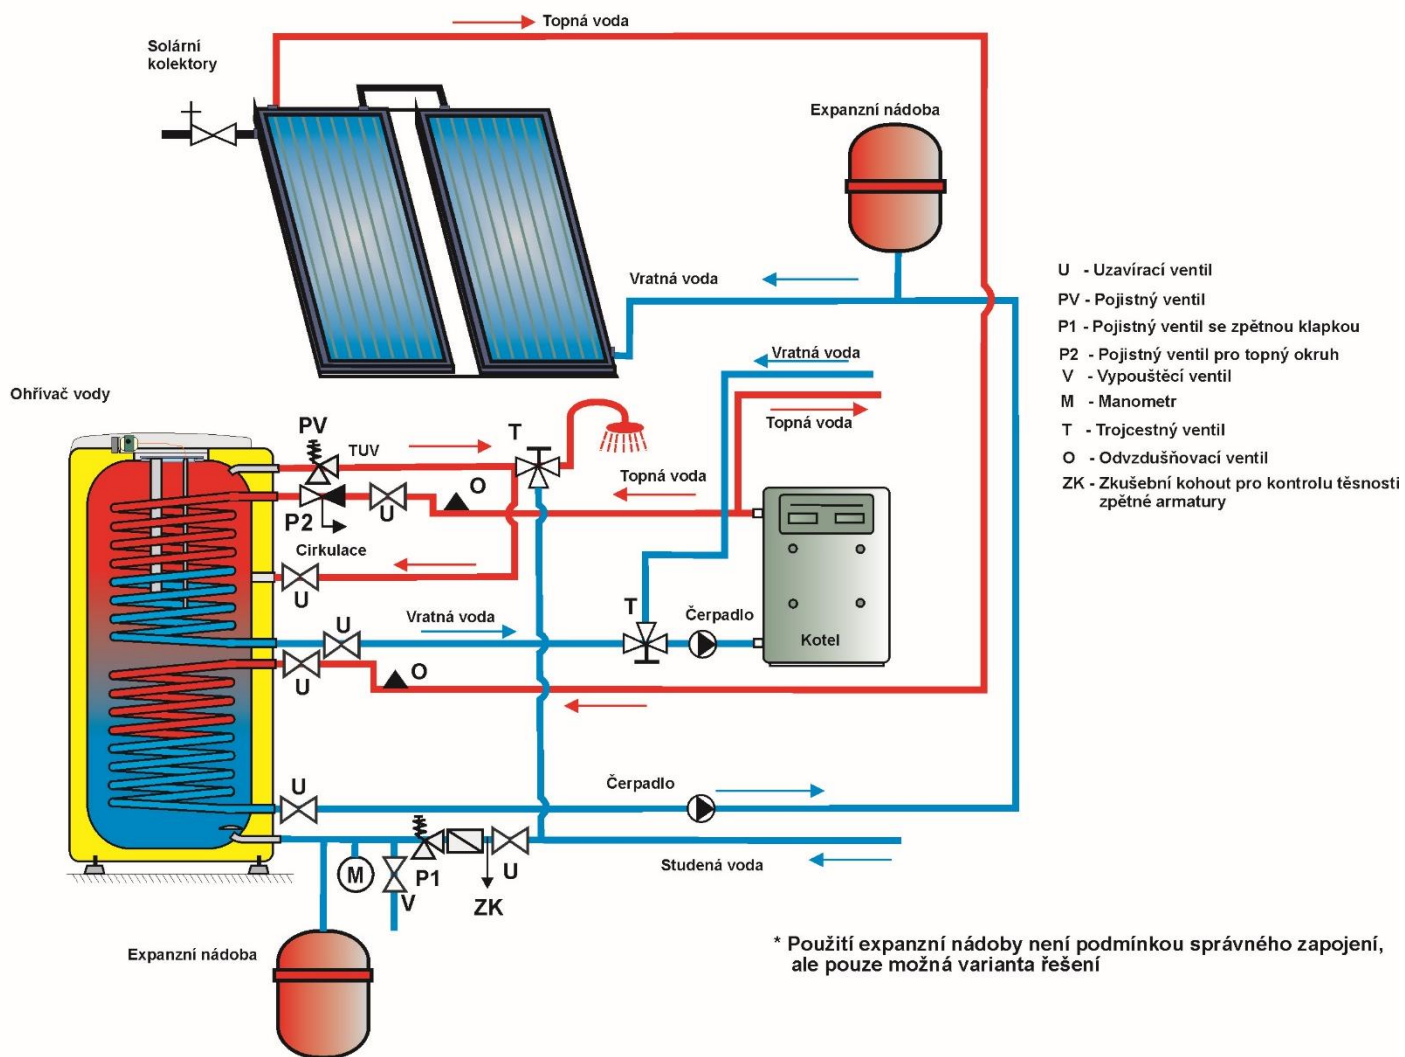 Topná voda
Solární
kolektory
Expanzní nádoba
Vratná voda
U - Uzavírací ventil
PV - Pojistný ventil
P1 - Pojistný ventil se zpětnou klapkou
P2 - Pojistný ventil pro topný okruh
V - Vypouštěcí ventil
M - Manometr
T - Trojcestný ventil
O - Odvzdušňovací ventil
ZK - Zkušební kohout pro kontrolu těsnosti
zpětné armatury
Vratná voda
Topná voda
Ohřívač vody
PV
TUV
T
Topná voda
O
P2
U
Cirkulace
U
Vratná voda
U
T
Čerpadlo
Kotel
U
O
U
Čerpadlo
M
V
P1
ZK
U
Studená voda
Expanzní nádoba
* Použití expanzní nádoby není podmínkou správného zapojení,
ale pouze možná varianta řešení